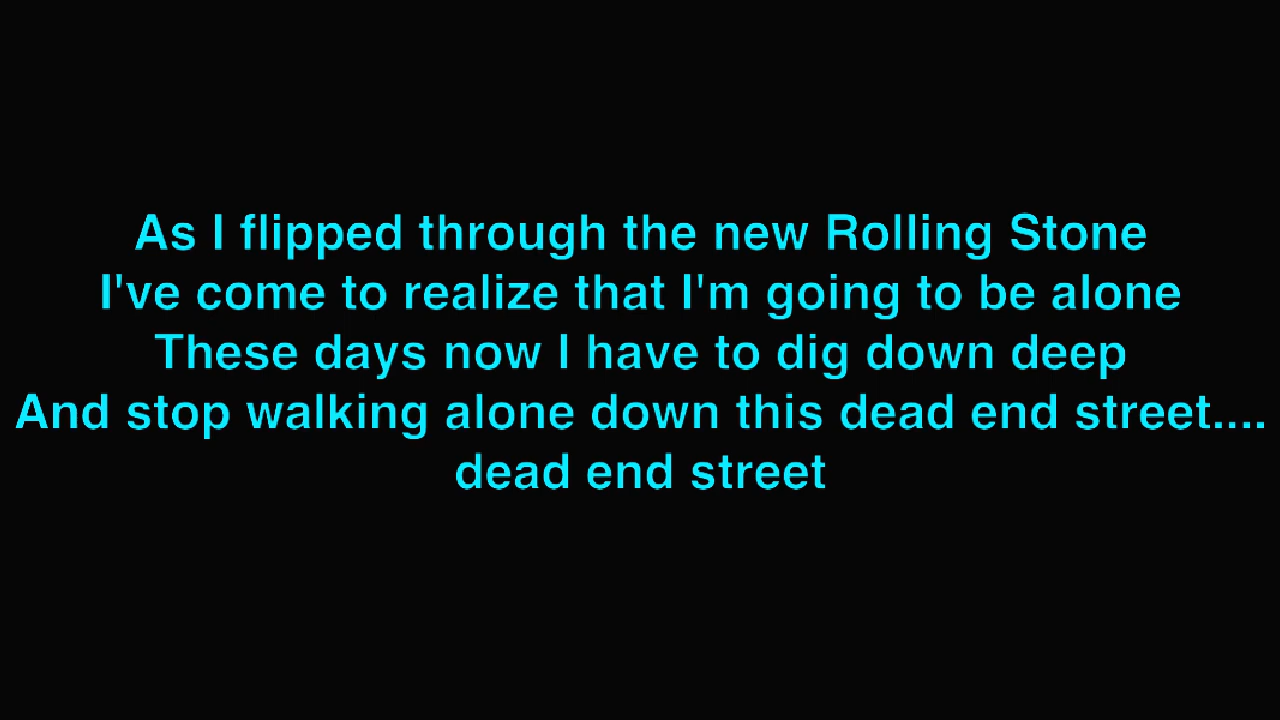 As I flipped through the new Rolling Stone
I've come to realize that I'm going to be alone
These days now I have to dig down deep
And stop walking alone down this dead end street....
dead end street